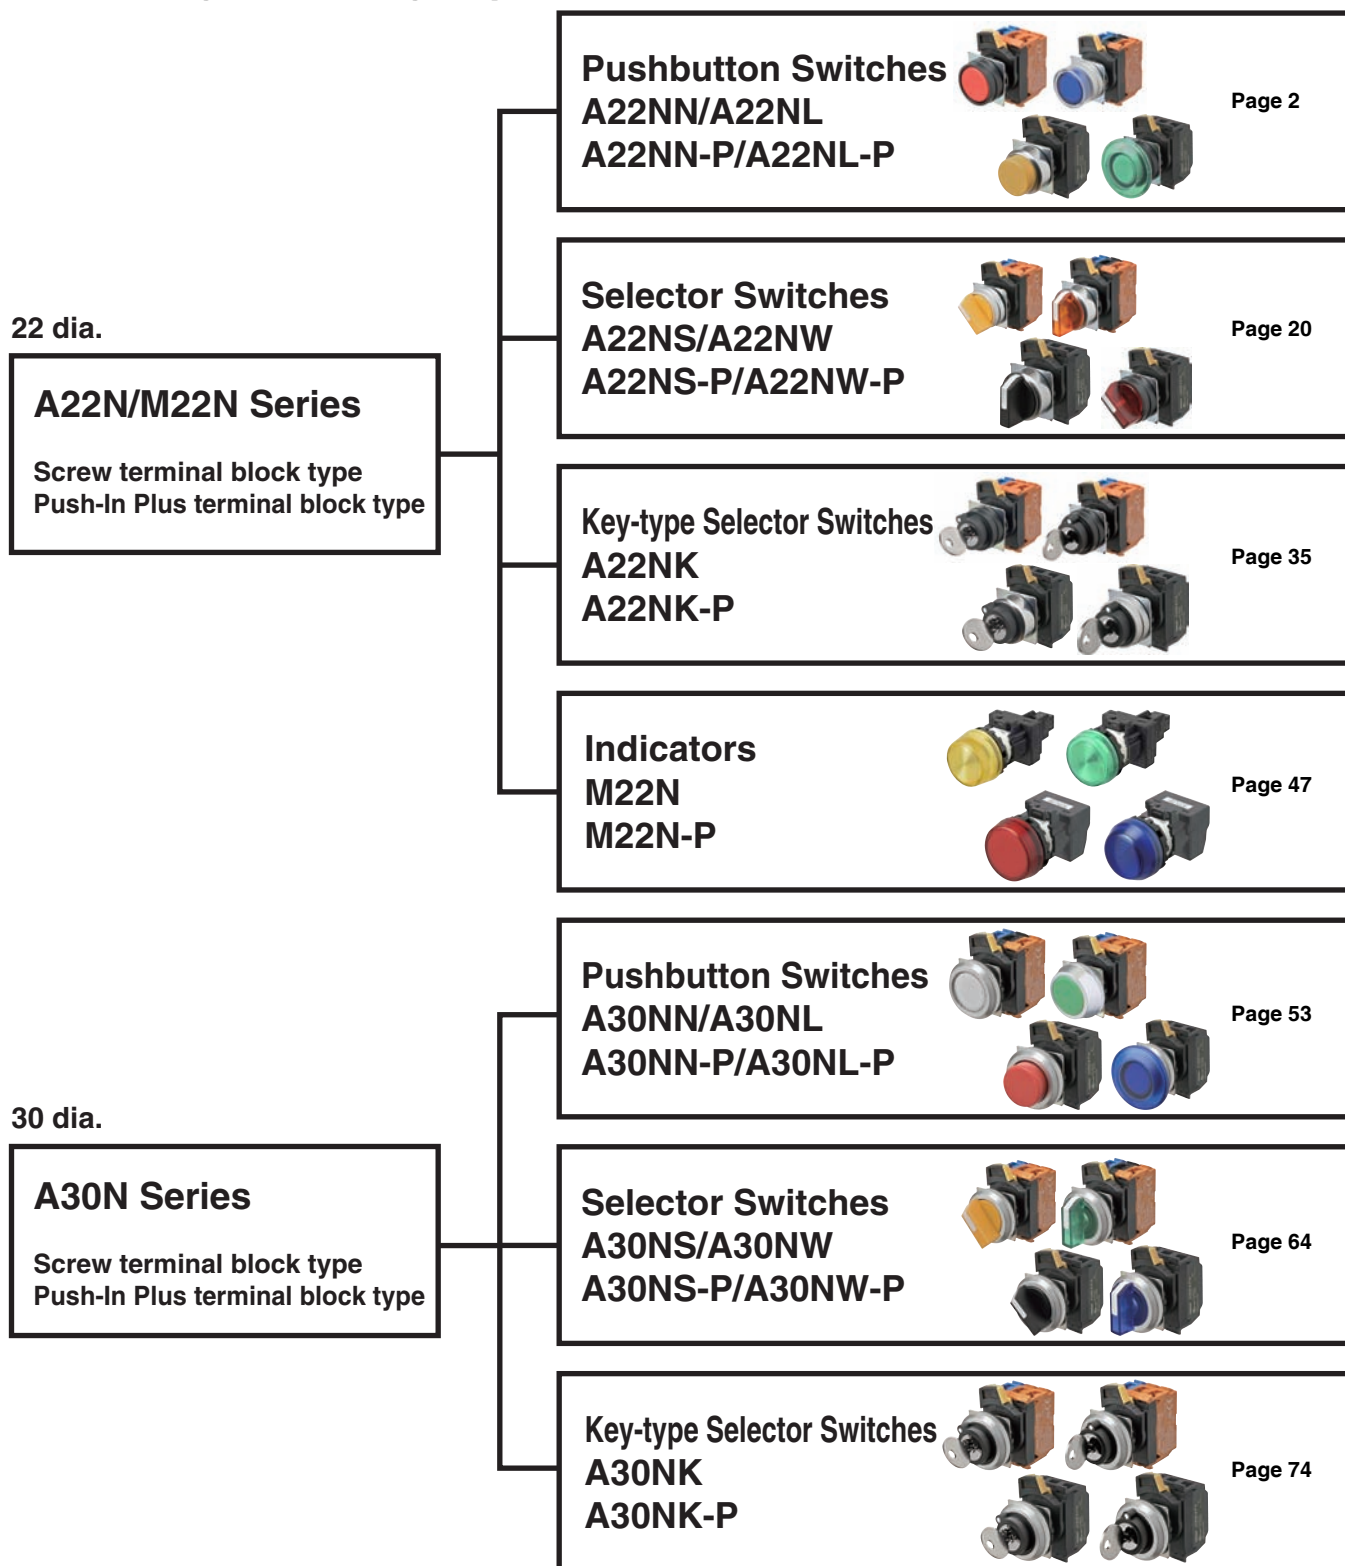 Pushbutton Switches
A22NN/A22NL
A22NN-P/A22NL-P
Page 2
Selector Switches
A22NS/A22NW
A22NS-P/A22NW-P
Page 20
22 dia.
A22N/M22N Series
Screw terminal block type
Push-In Plus terminal block type
Key-type Selector Switches
A22NK
A22NK-P
Page 35
Indicators
M22N
M22N-P
Page 47
Pushbutton Switches
A30NN/A30NL
A30NN-P/A30NL-P
Page 53
30 dia.
A30N Series
Screw terminal block type
Push-In Plus terminal block type
Selector Switches
A30NS/A30NW
A30NS-P/A30NW-P
Page 64
Key-type Selector Switches
A30NK
A30NK-P
Page 74